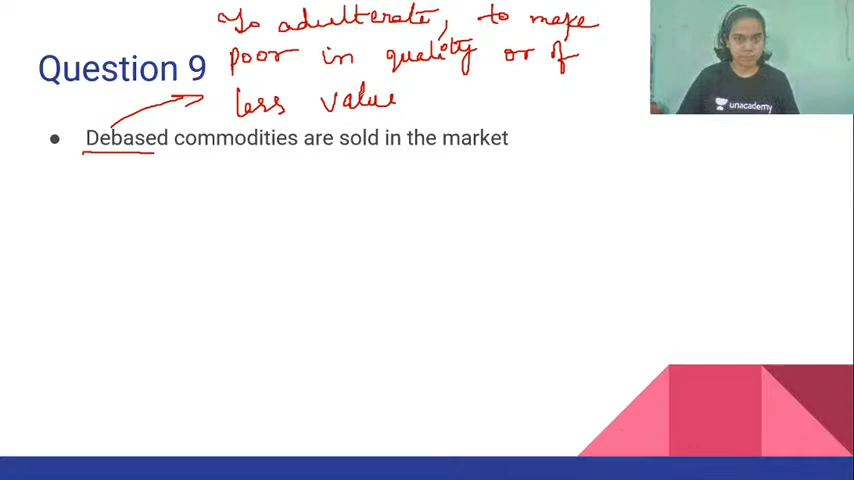 To adulterate, to make
poor in quality or of
less value
Question 9
● Debased commodities are sold in the market
unacademy